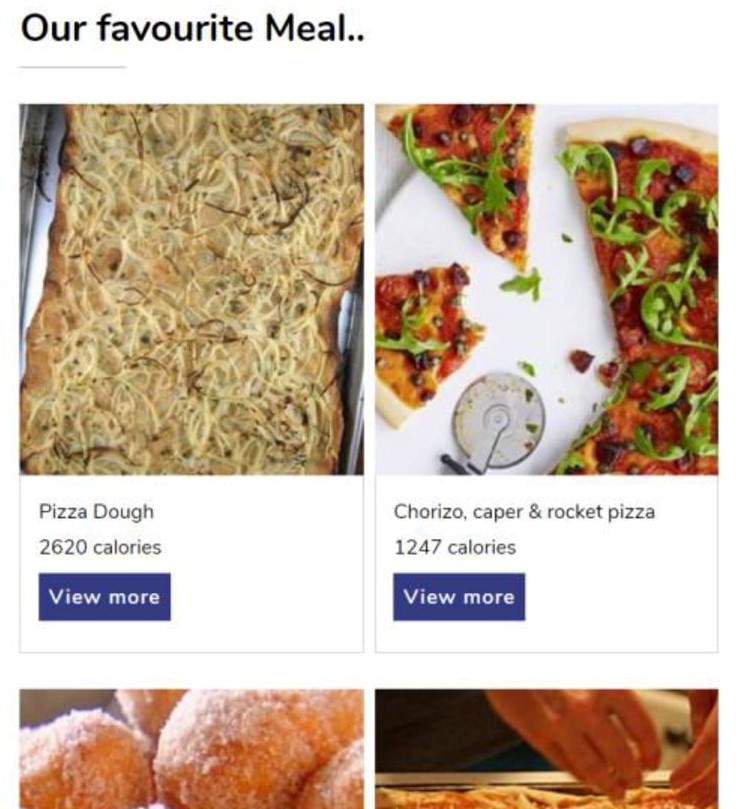 Our favourite Meal..
Pizza Dough
2620 calories
View more
Chorizo, caper & rocket pizza
1247 calories
View more